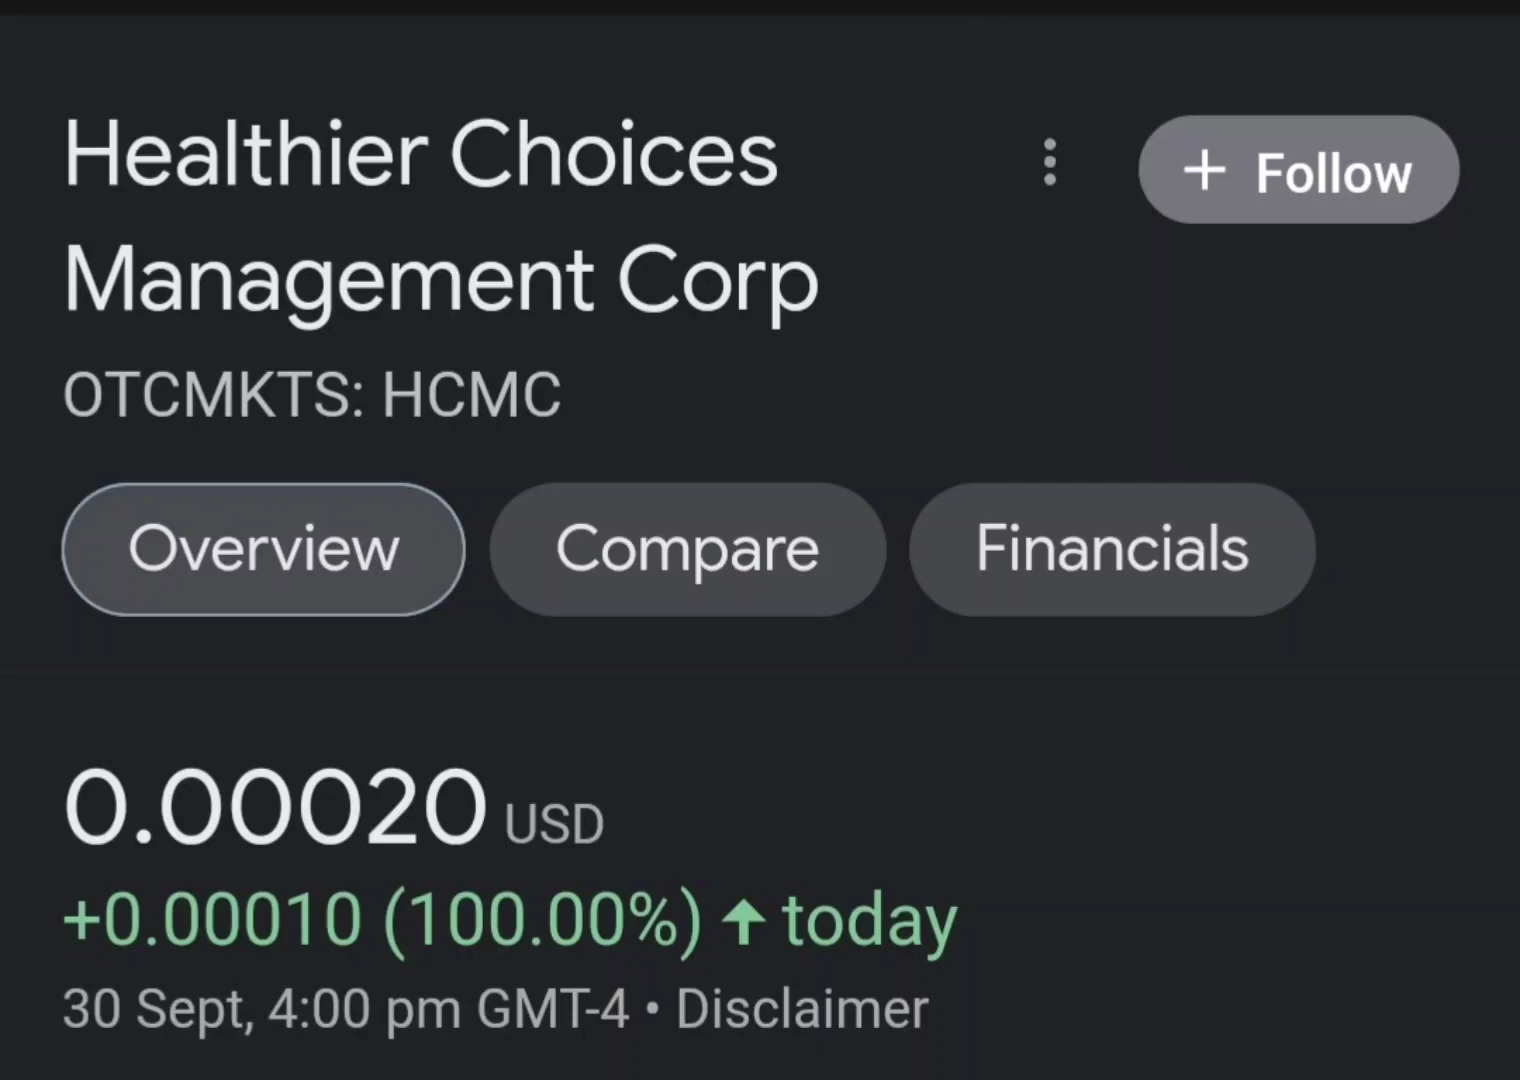 Healthier Choices
Management Corp
+ Follow
OTCMKTS: HCMC
Overview Compare Financials
0.00020 USD
+0.00010 (100.00%) ↑ today
30 Sept, 4:00 pm GMT-4 • Disclaimer